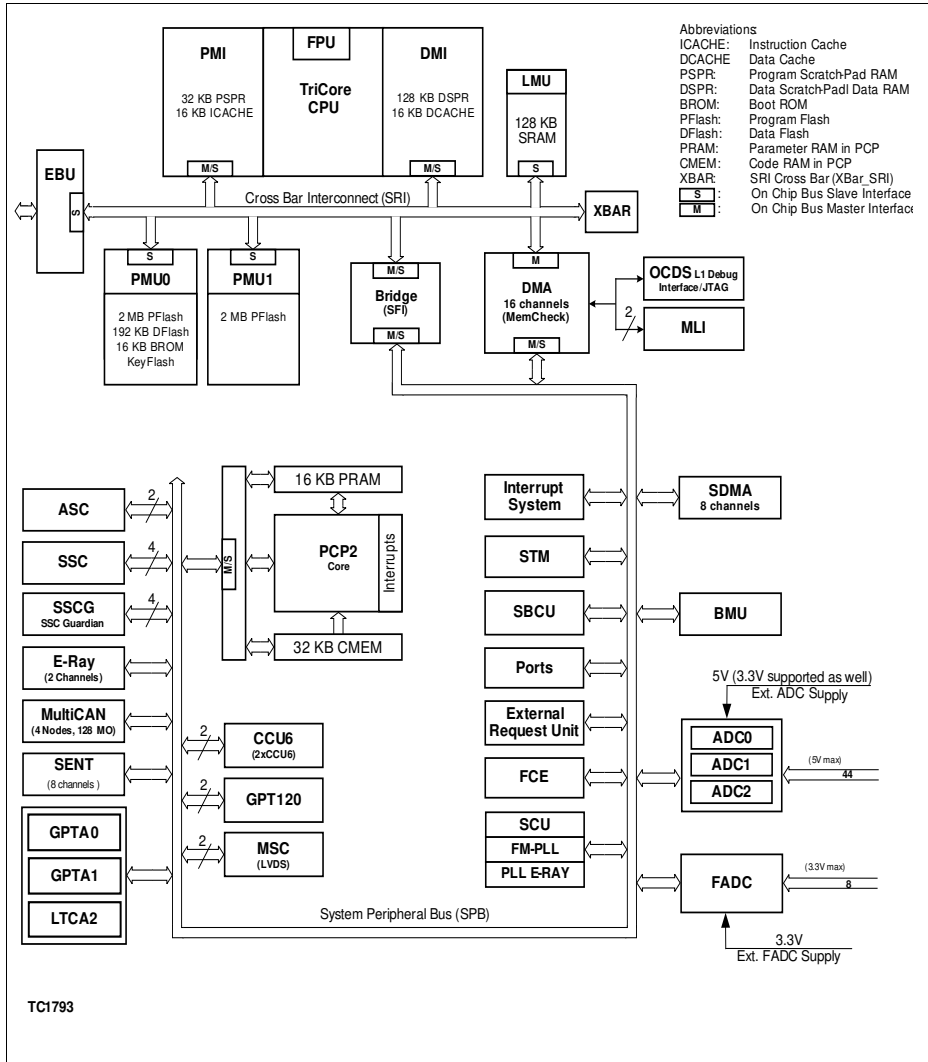 PMI
32 KB PSPR
16 KB ICACHE
M/S
FPU
TriCore
CPU
DMI
128 KB DSPR
16 KB DCACHE
M/S
LMU
128 KB
SRAM
S
Abbreviations:
ICACHE: Instruction Cache
DCACHE Data Cache
PSPR: Program Scratch-Pad RAM
DSPR: Data Scratch-Padl Data RAM
BROM: Boot ROM
PFlash: Program Flash
DFlash: Data Flash
PRAM: Parameter RAM in PCP
CMEM: Code RAM in PCP
XBAR: SRI Cross Bar (XBar_SRI)
S : On Chip Bus Slave Interface
M : On Chip Bus Master Interface
EBU
S
Cross Bar Interconnect (SRI)
XBAR
S
PMU0
2 MB PFlash
192 KB DFlash
16 KB BROM
KeyFlash
S
PMU1
2 MB PFlash
M/S
Bridge
(SFI)
M/S
M
DMA
16 channels
(MemCheck)
M/S
OCDS L1 Debug
Interface/JTAG
2
MLI
ASC
2
SSC
4
SSCG
SSC Guardian
4
E-Ray
(2 Channels)
MultiCAN
(4 Nodes, 128 MO)
SENT
(8 channels )
GPTA0
GPTA1
LTCA2
M/S
16 KB PRAM
PCP2
Core
Interrupts
32 KB CMEM
2
CCU6
(2xCCU6)
2
GPT120
2
MSC
(LVDS)
Interrupt
System
STM
SBCU
Ports
External
Request Unit
FCE
SCU
FM-PLL
PLL E-RAY
SDMA
8 channels
BMU
5V (3.3V supported as well)
Ext. ADC Supply
ADC0
ADC1
ADC2
(5V max)
44
FADC
(3.3V max)
8
3.3V
Ext. FADC Supply
System Peripheral Bus (SPB)
TC1793